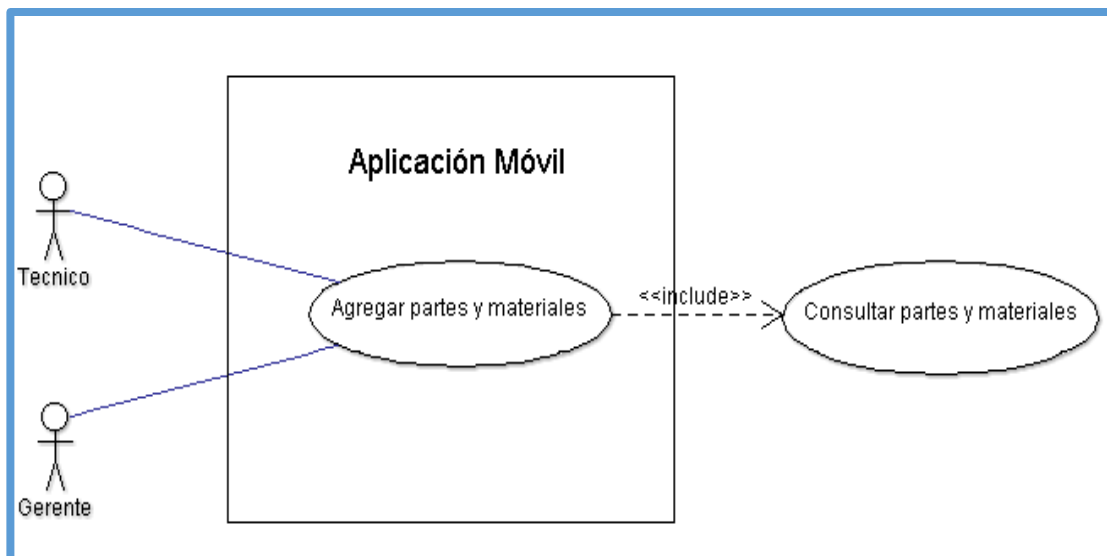 Aplicación Móvil
Tecnico
Agregar partes y materiales
<<include>>
Consultar partes y materiales
Gerente